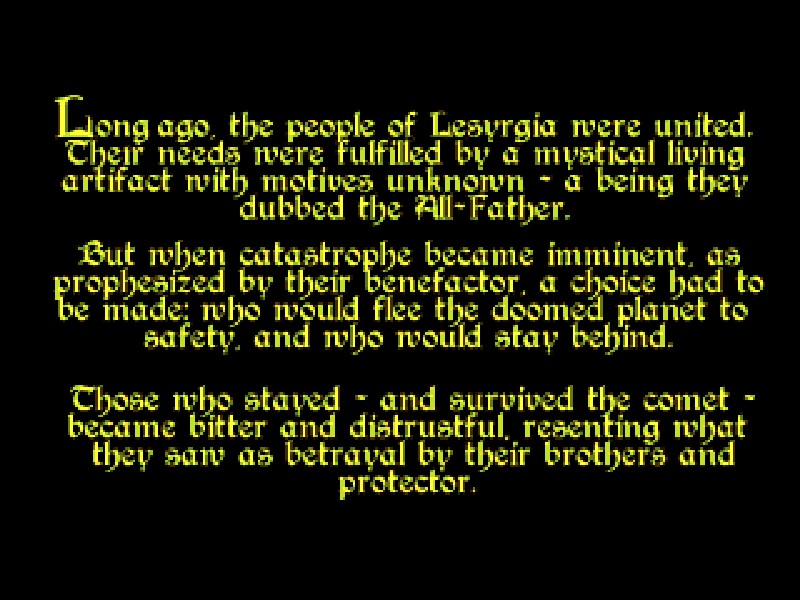 Long ago, the people of Lesyrgia were united.
Their needs were fulfilled by a mystical living
artifact with motives unknown - a being they
dubbed the All-Father.
But when catastrophe became imminent, as
prophesized by their benefactor, a choice had to
be made: who would flee the doomed planet to
safety, and who would stay behind.
Those who stayed - and survived the comet -
became bitter and distrustful, resenting what
they saw as betrayal by their brothers and
protector.